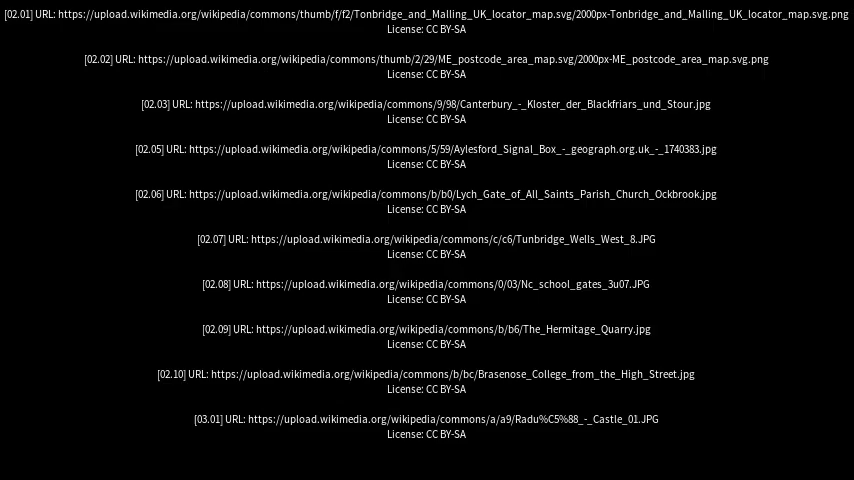 [02.01] URL: https://upload.wikimedia.org/wikipedia/commons/thumb/f/f2/Tonbridge_and_Malling_UK_locator_map.svg/2000px-Tonbridge_and_Malling_UK_locator_map.svg.png
License: CC BY-SA
[02.02] URL: https://upload.wikimedia.org/wikipedia/commons/thumb/2/29/ME_postcode_area_map.svg/2000px-ME_postcode_area_map.svg.png
License: CC BY-SA
[02.03] URL: https://upload.wikimedia.org/wikipedia/commons/9/98/Canterbury_-_Kloster_der_Blackfriars_und_Stour.jpg
License: CC BY-SA
[02.05] URL: https://upload.wikimedia.org/wikipedia/commons/5/59/Aylesford_Signal_Box_-_geograph.org.uk_-_1740383.jpg
License: CC BY-SA
[02.06] URL: https://upload.wikimedia.org/wikipedia/commons/b/b0/Lych_Gate_of_All_Saints_Parish_Church_Ockbrook.jpg
License: CC BY-SA
[02.07] URL: https://upload.wikimedia.org/wikipedia/commons/c/c6/Tunbridge_Wells_West_8.JPG
License: CC BY-SA
[02.08] URL: https://upload.wikimedia.org/wikipedia/commons/0/03/Nc_school_gates_3u07.JPG
License: CC BY-SA
[02.09] URL: https://upload.wikimedia.org/wikipedia/commons/b/b6/The_Hermitage_Quarry.jpg
License: CC BY-SA
[02.10] URL: https://upload.wikimedia.org/wikipedia/commons/b/bc/Brasenose_College_from_the_High_Street.jpg
License: CC BY-SA
[03.01] URL: https://upload.wikimedia.org/wikipedia/commons/a/a9/Radu%C5%88_-_Castle_01.JPG
License: CC BY-SA